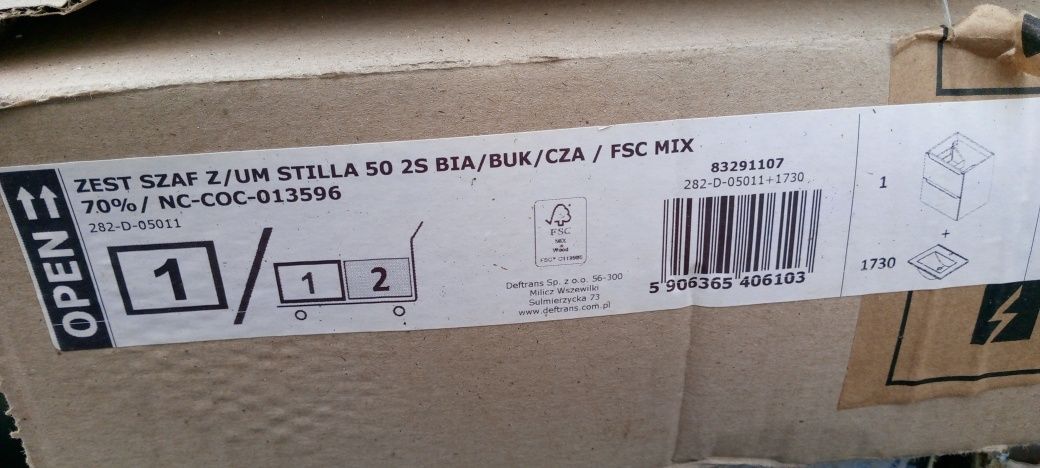 OPEN
ZEST SZAF Z/UM STILLA 50 2S BIA/BUK/CZA / FSC MIX
70%/ NC-COC-013596
282-D-05011
1
1 2
FSC
MIX
Wood
Deftrans Sp. z o.o. 56-300
Milicz Wszewilki
Sulmierzycka 73
www.deftrans.com.pl
83291107
282-D-05011+1730
5 906365 406103
1
+
1730